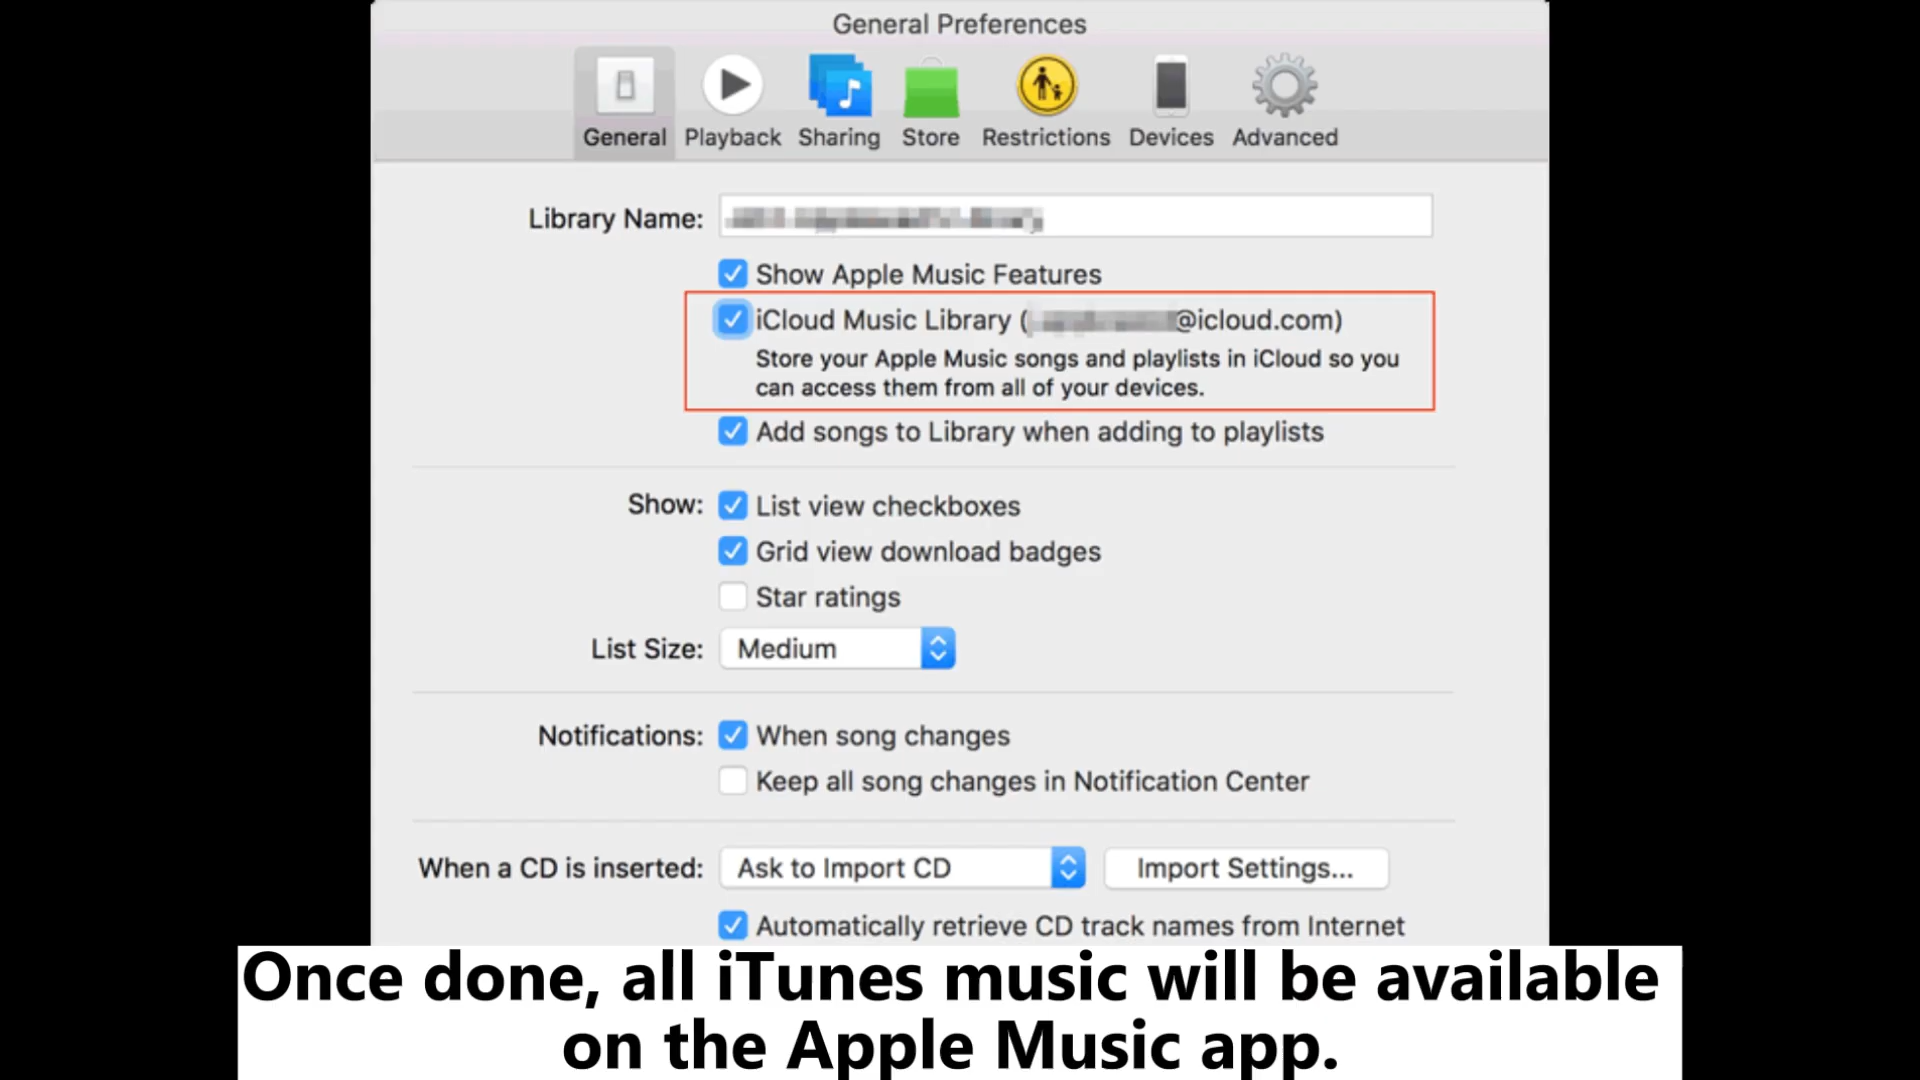 General Preferences
General Playback Sharing Store Restrictions Devices Advanced
Library Name:
Show Apple Music Features
iCloud Music Library ( @icloud.com)
Store your Apple Music songs and playlists in iCloud so you
can access them from all of your devices.
Add songs to Library when adding to playlists
Show: List view checkboxes
Grid view download badges
Star ratings
List Size: Medium
Notifications: When song changes
Keep all song changes in Notification Center
When a CD is inserted: Ask to Import CD Import Settings...
Automatically retrieve CD track names from Internet
Once done, all iTunes music will be available
on the Apple Music app.